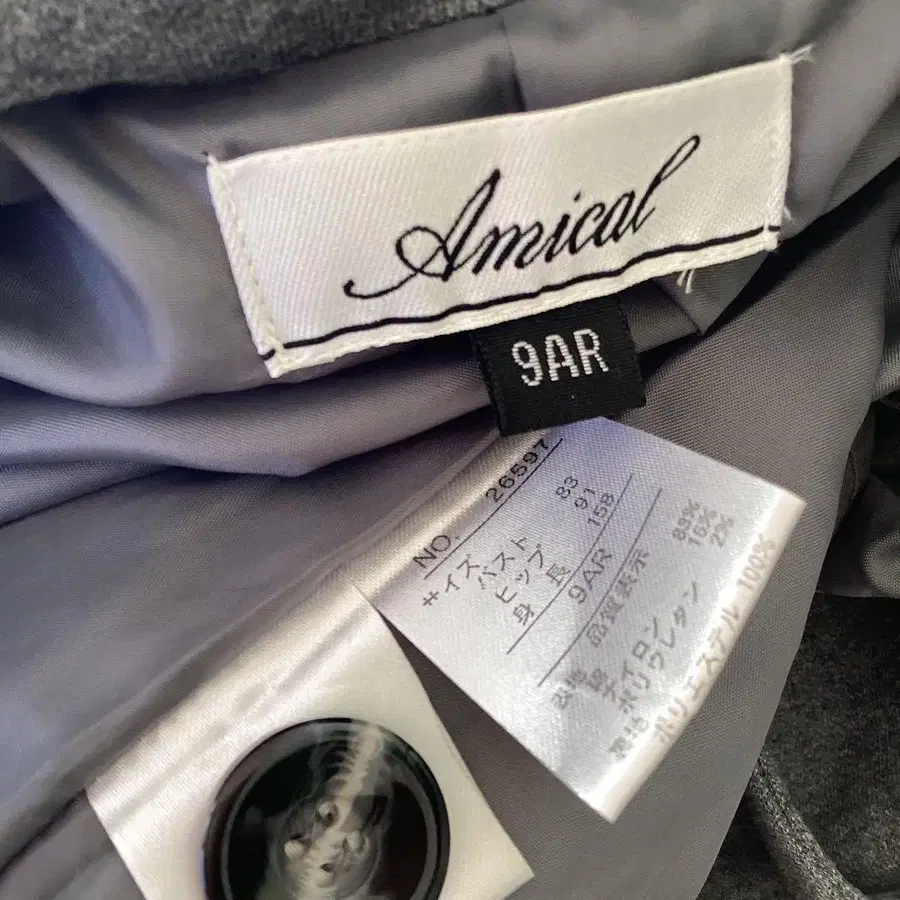 Amical
9AR
NO. 26597
サイズ
バスト 83
ヒップ 91
身長 158
9AR
品質表示
表地
綿 %
ナイロン 16%
ポリウレタン 2%
裏地
ポリエステル 100%